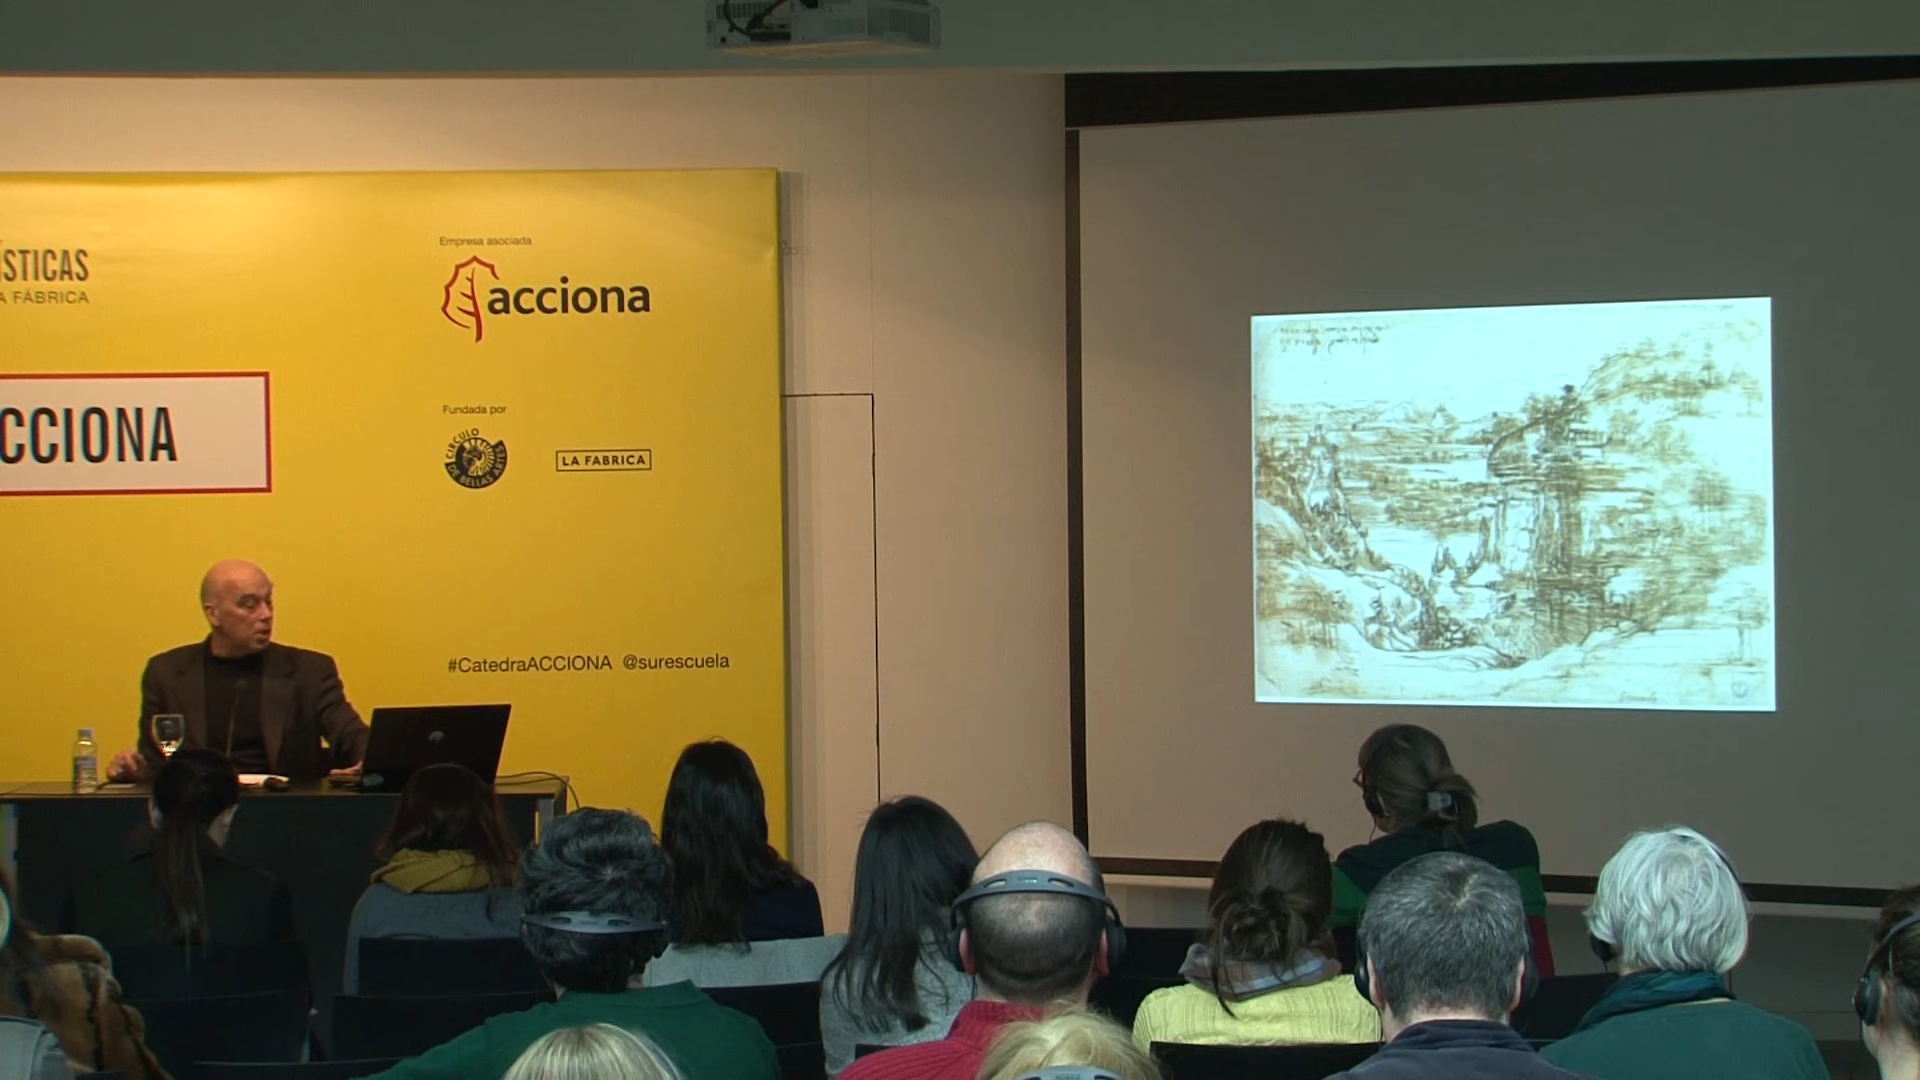 ÍSTICAS
A FÁBRICA
CCIONA
Empresa asociada
acciona
Fundada por
CÍRCULO DE BELLAS ARTES
LA FABRICA
#CatedraACCIONA @surescuela